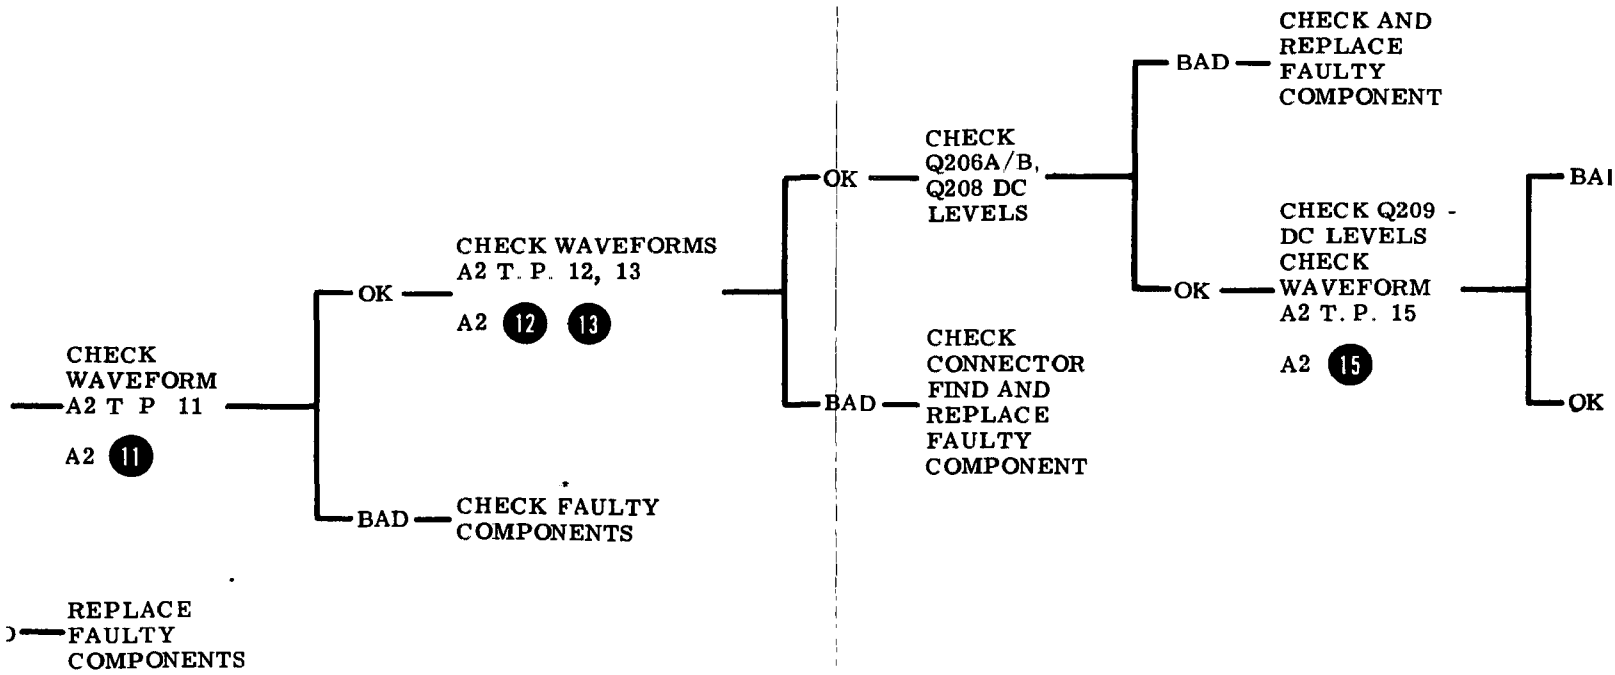 CHECK
WAVEFORM
A2 T P 11
A2 11
REPLACE
FAULTY
COMPONENTS
OK
BAD
CHECK WAVEFORMS
A2 T. P. 12, 13
A2 12 13
CHECK FAULTY
COMPONENTS
OK
BAD
CHECK
Q206A/B,
Q208 DC
LEVELS
CHECK
CONNECTOR
FIND AND
REPLACE
FAULTY
COMPONENT
BAD
OK
CHECK AND
REPLACE
FAULTY
COMPONENT
CHECK Q209 -
DC LEVELS
CHECK
WAVEFORM
A2 T. P. 15
A2 15
OK